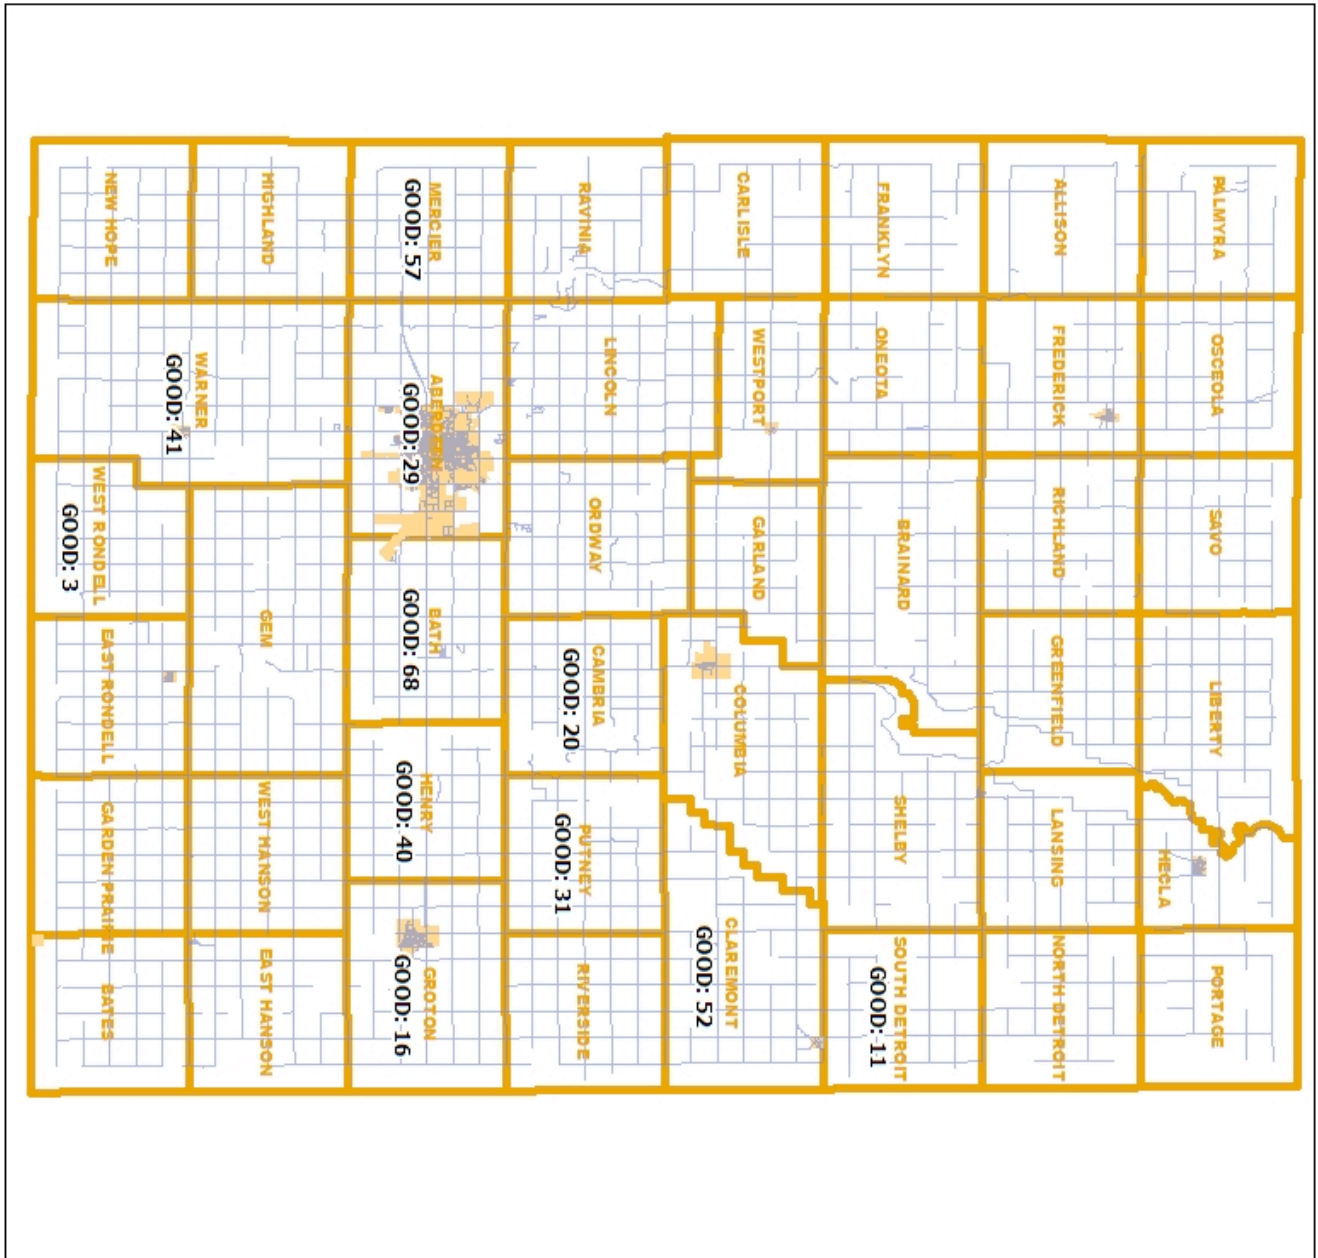 PALMYRA
OSCEOLA
SAVO
LIBERTY
HECLA
PORTAGE
ALLISON
FREDERICK
RICHLAND
GREENFIELD
LANSING
NORTH DETROIT
FRANKLYN
ONEOTA
BRAINARD
SHELBY
SOUTH DETROIT
GOOD: 11
CARLISLE
WESTPORT
GARLAND
COLUMBIA
CLAREMONT
GOOD: 52
RAVINIA
LINCOLN
ORDWAY
CAMBRIA
GOOD: 20
PUTNEY
GOOD: 31
RIVERSIDE
MERCIER
GOOD: 57
ABERDEEN
GOOD: 29
BATH
GOOD: 68
HENRY
GOOD: 40
GROTON
GOOD: 16
HIGHLAND
WARNER
GOOD: 41
GEM
WEST HANSON
EAST HANSON
NEW HOPE
WEST RONDELL
GOOD: 3
EAST RONDELL
GARDEN PRAIRIE
BATES